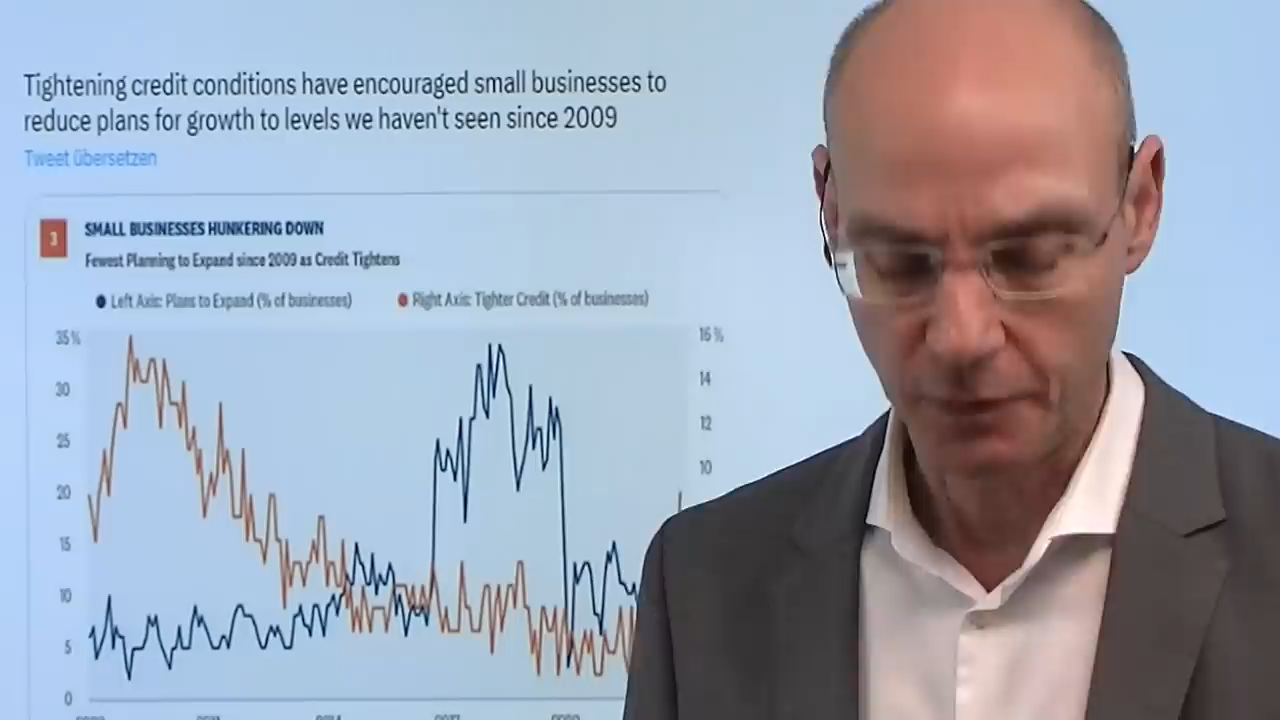 Tightening credit conditions have encouraged small businesses to
reduce plans for growth to levels we haven't seen since 2009
Tweet übersetzen
3
SMALL BUSINESSES HUNKERING DOWN
Fewest Planning to Expand since 2009 as Credit Tightens
Left Axis: Plans to Expand (% of businesses)
Right Axis: Tighter Credit (% of businesses)
35%
30
25
20
15
10
5
0
16%
14
12
10